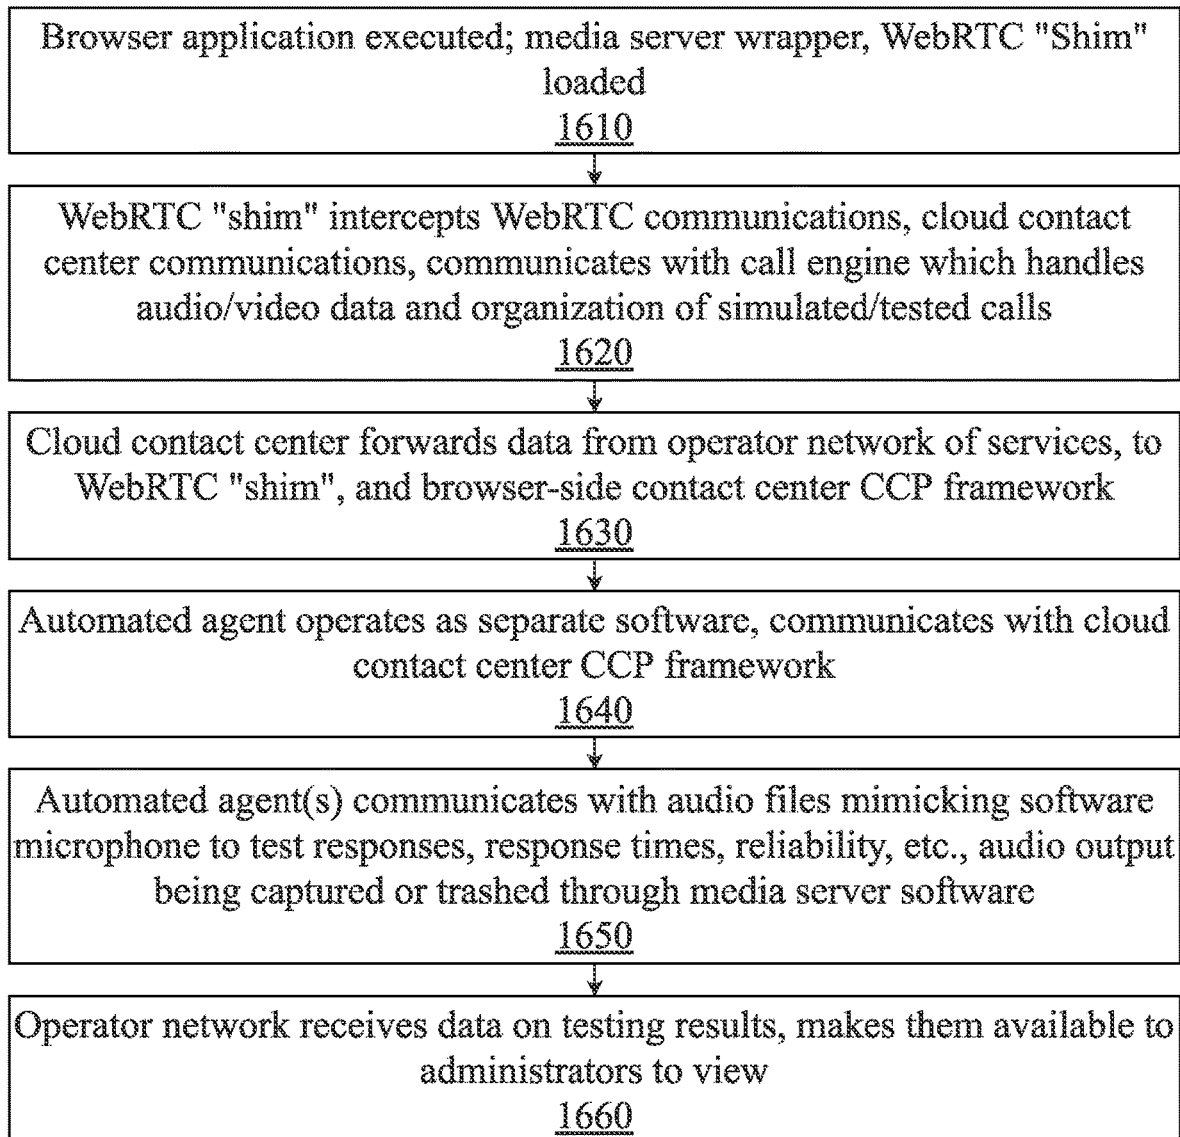 Browser application executed; media server wrapper, WebRTC "Shim"
loaded
1610
WebRTC "shim" intercepts WebRTC communications, cloud contact
center communications, communicates with call engine which handles
audio/video data and organization of simulated/tested calls
1620
Cloud contact center forwards data from operator network of services, to
WebRTC "shim", and browser-side contact center CCP framework
1630
Automated agent operates as separate software, communicates with cloud
contact center CCP framework
1640
Automated agent(s) communicates with audio files mimicking software
microphone to test responses, response times, reliability, etc., audio output
being captured or trashed through media server software
1650
Operator network receives data on testing results, makes them available to
administrators to view
1660